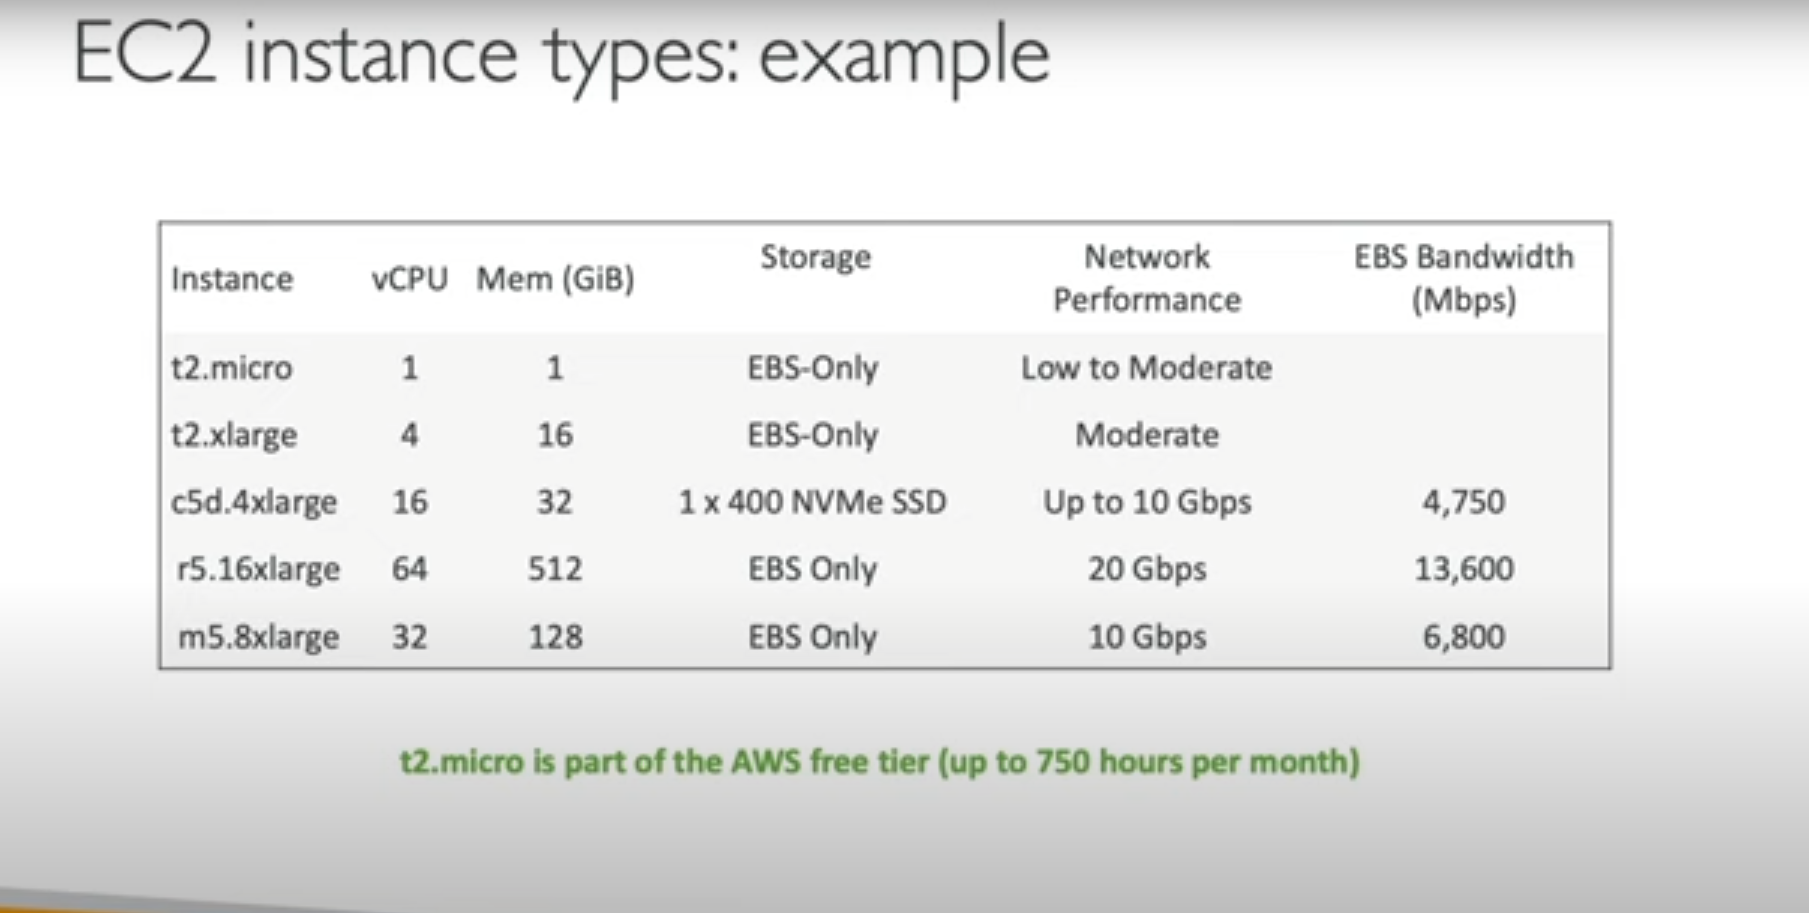 EC2 instance types: example
Instance vCPU Mem (GiB) Storage Network Performance EBS Bandwidth (Mbps)
t2.micro 1 1 EBS-Only Low to Moderate
t2.xlarge 4 16 EBS-Only Moderate
c5d.4xlarge 16 32 1 x 400 NVMe SSD Up to 10 Gbps 4,750
r5.16xlarge 64 512 EBS Only 20 Gbps 13,600
m5.8xlarge 32 128 EBS Only 10 Gbps 6,800
t2.micro is part of the AWS free tier (up to 750 hours per month)